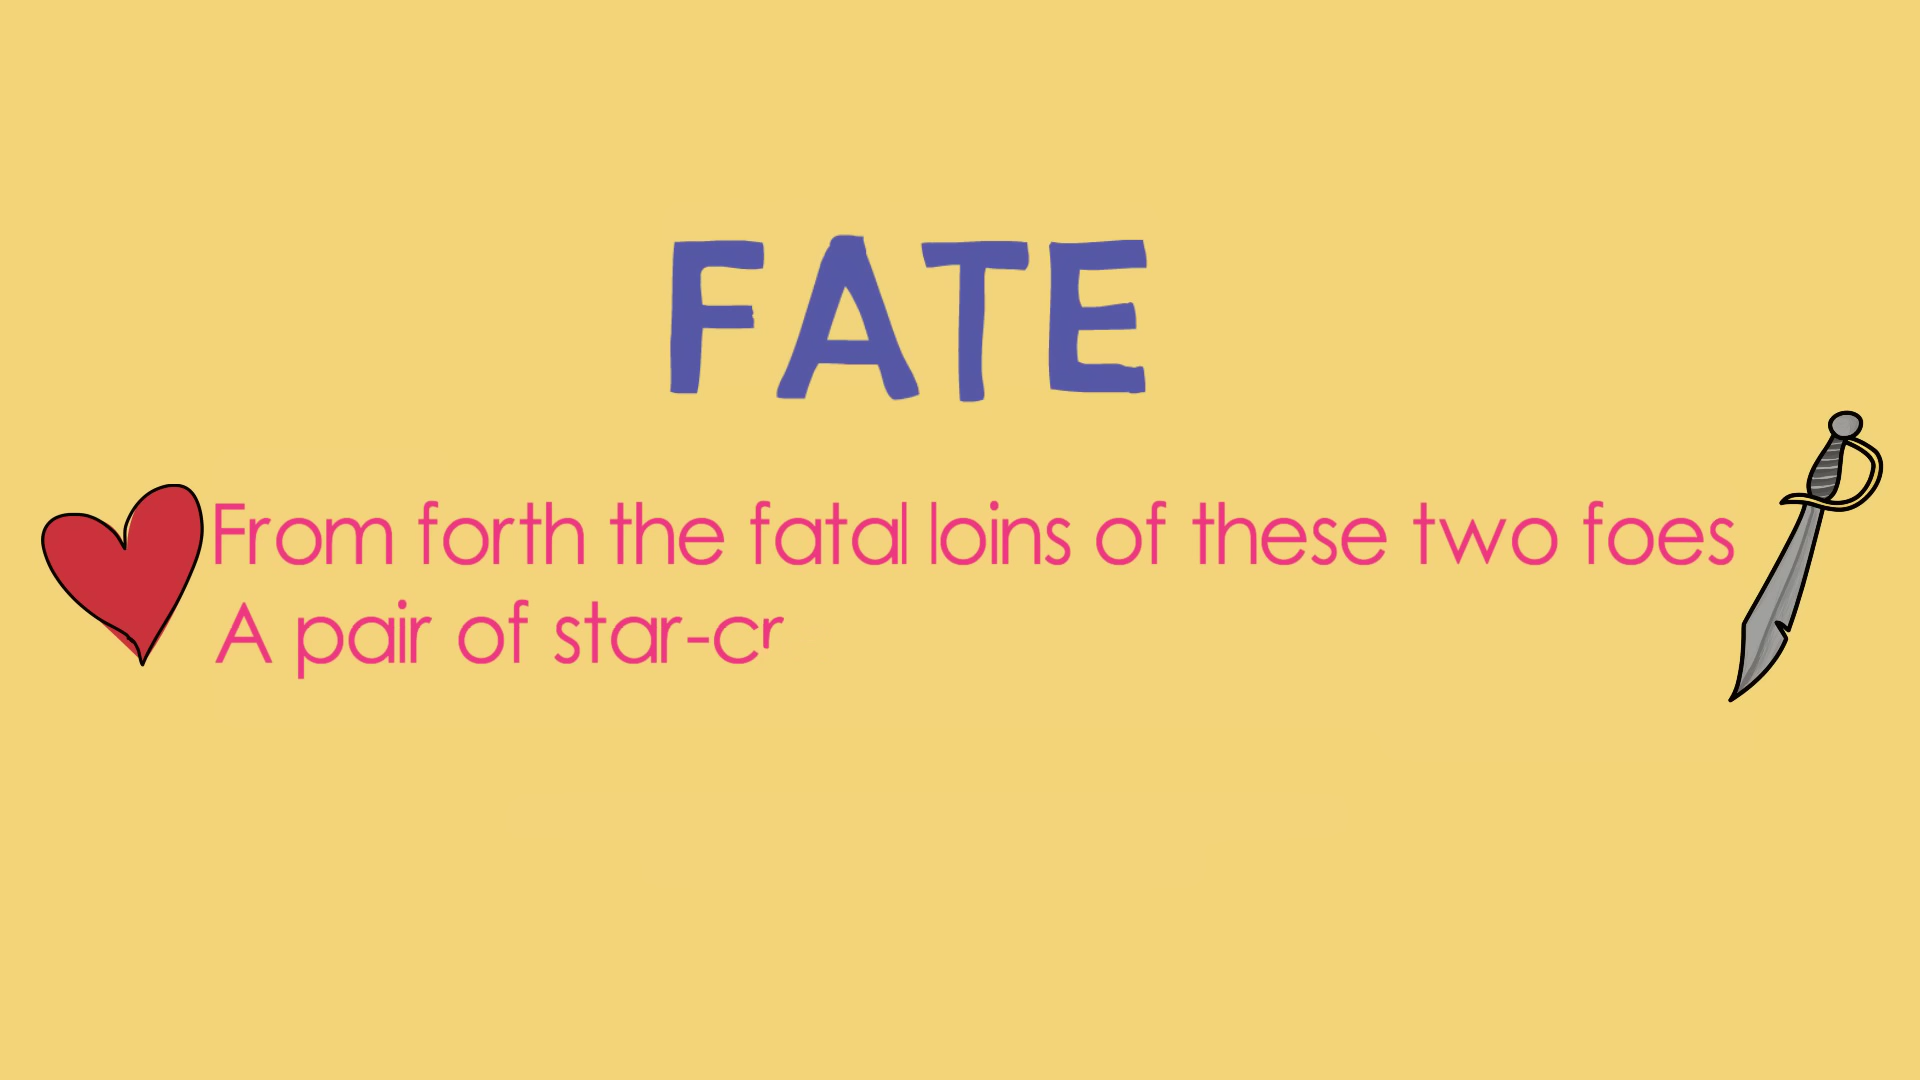 FATE
From forth the fatal loins of these two foes
A pair of star-cr